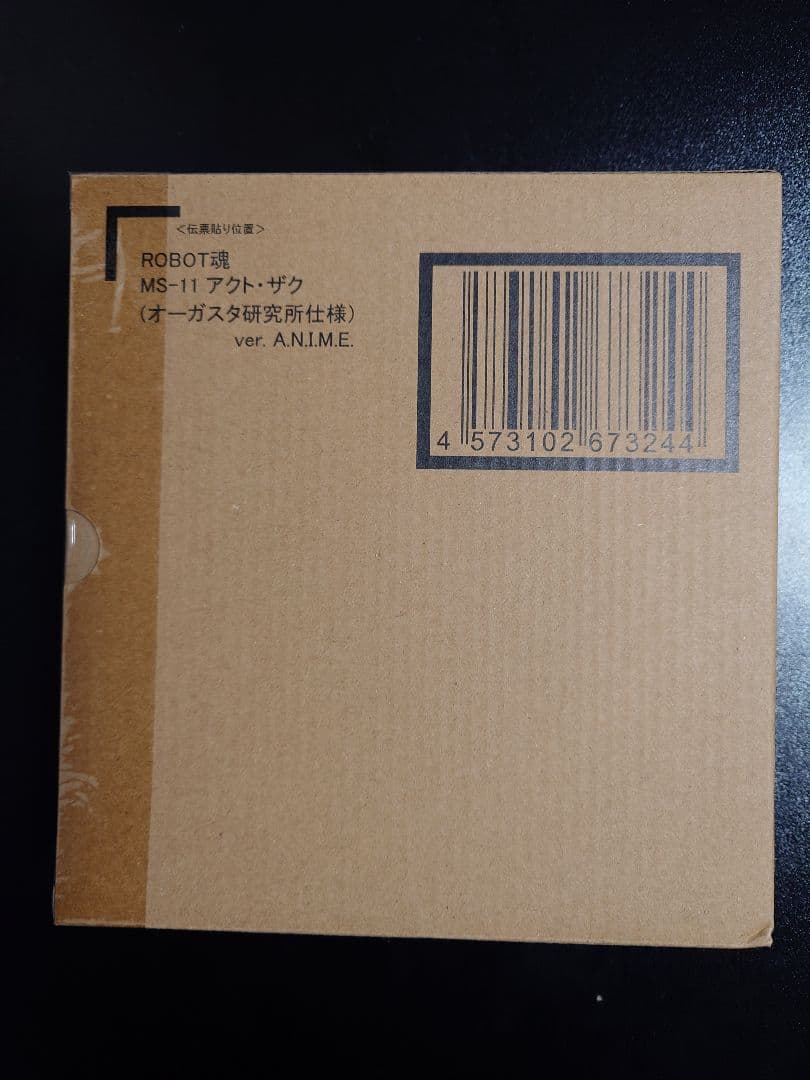 <伝票貼り位置>
ROBOT魂
MS-11 アクト・ザク
(オーガスタ研究所仕様)
ver. A.N.I.M.E.
4 573102 673244